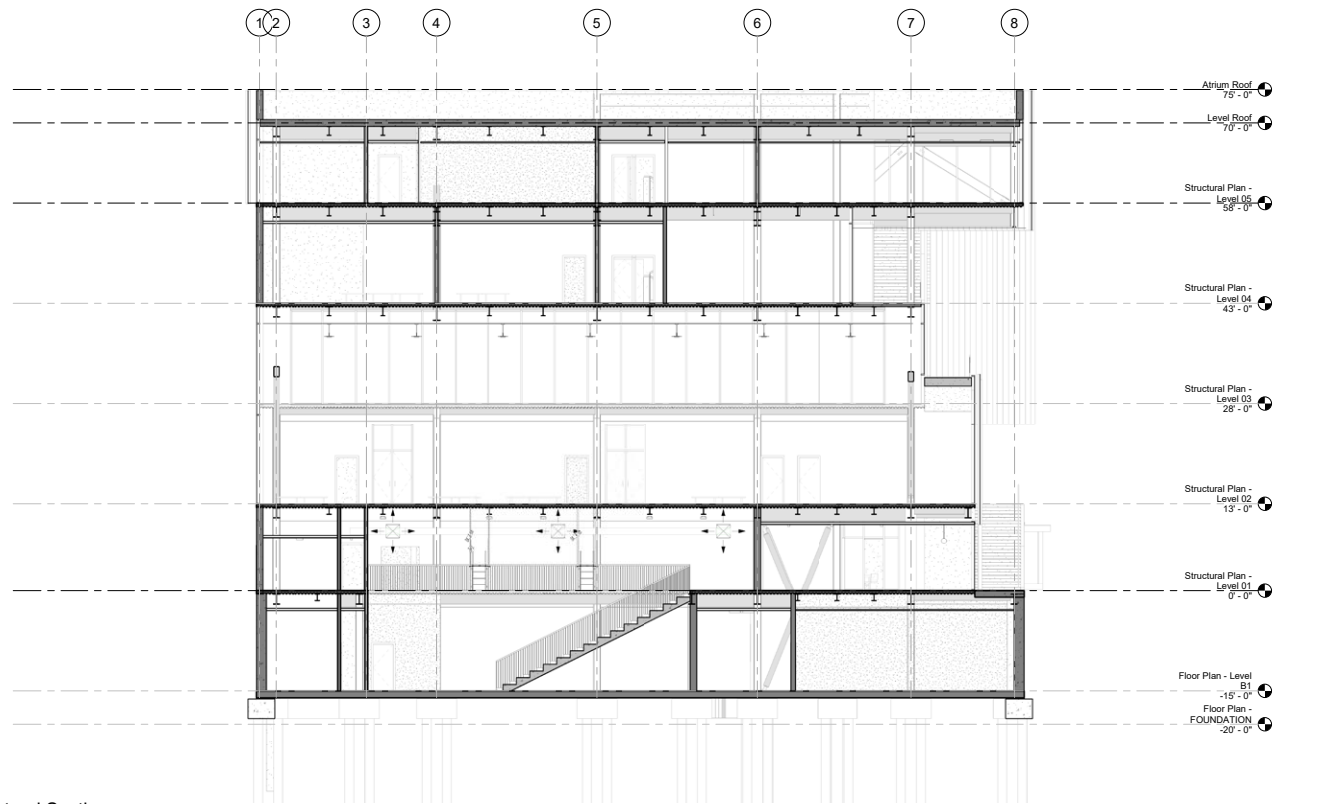 1
2
3
4
5
6
7
8
Atrium Roof
75' - 0"
Level Roof
70' - 0"
Structural Plan -
Level 05
58' - 0"
Structural Plan -
Level 04
43' - 0"
Structural Plan -
Level 03
28' - 0"
Structural Plan -
Level 02
13' - 0"
Structural Plan -
Level 01
0' - 0"
Floor Plan - Level
B1
-15' - 0"
Floor Plan -
FOUNDATION
-20' - 0"